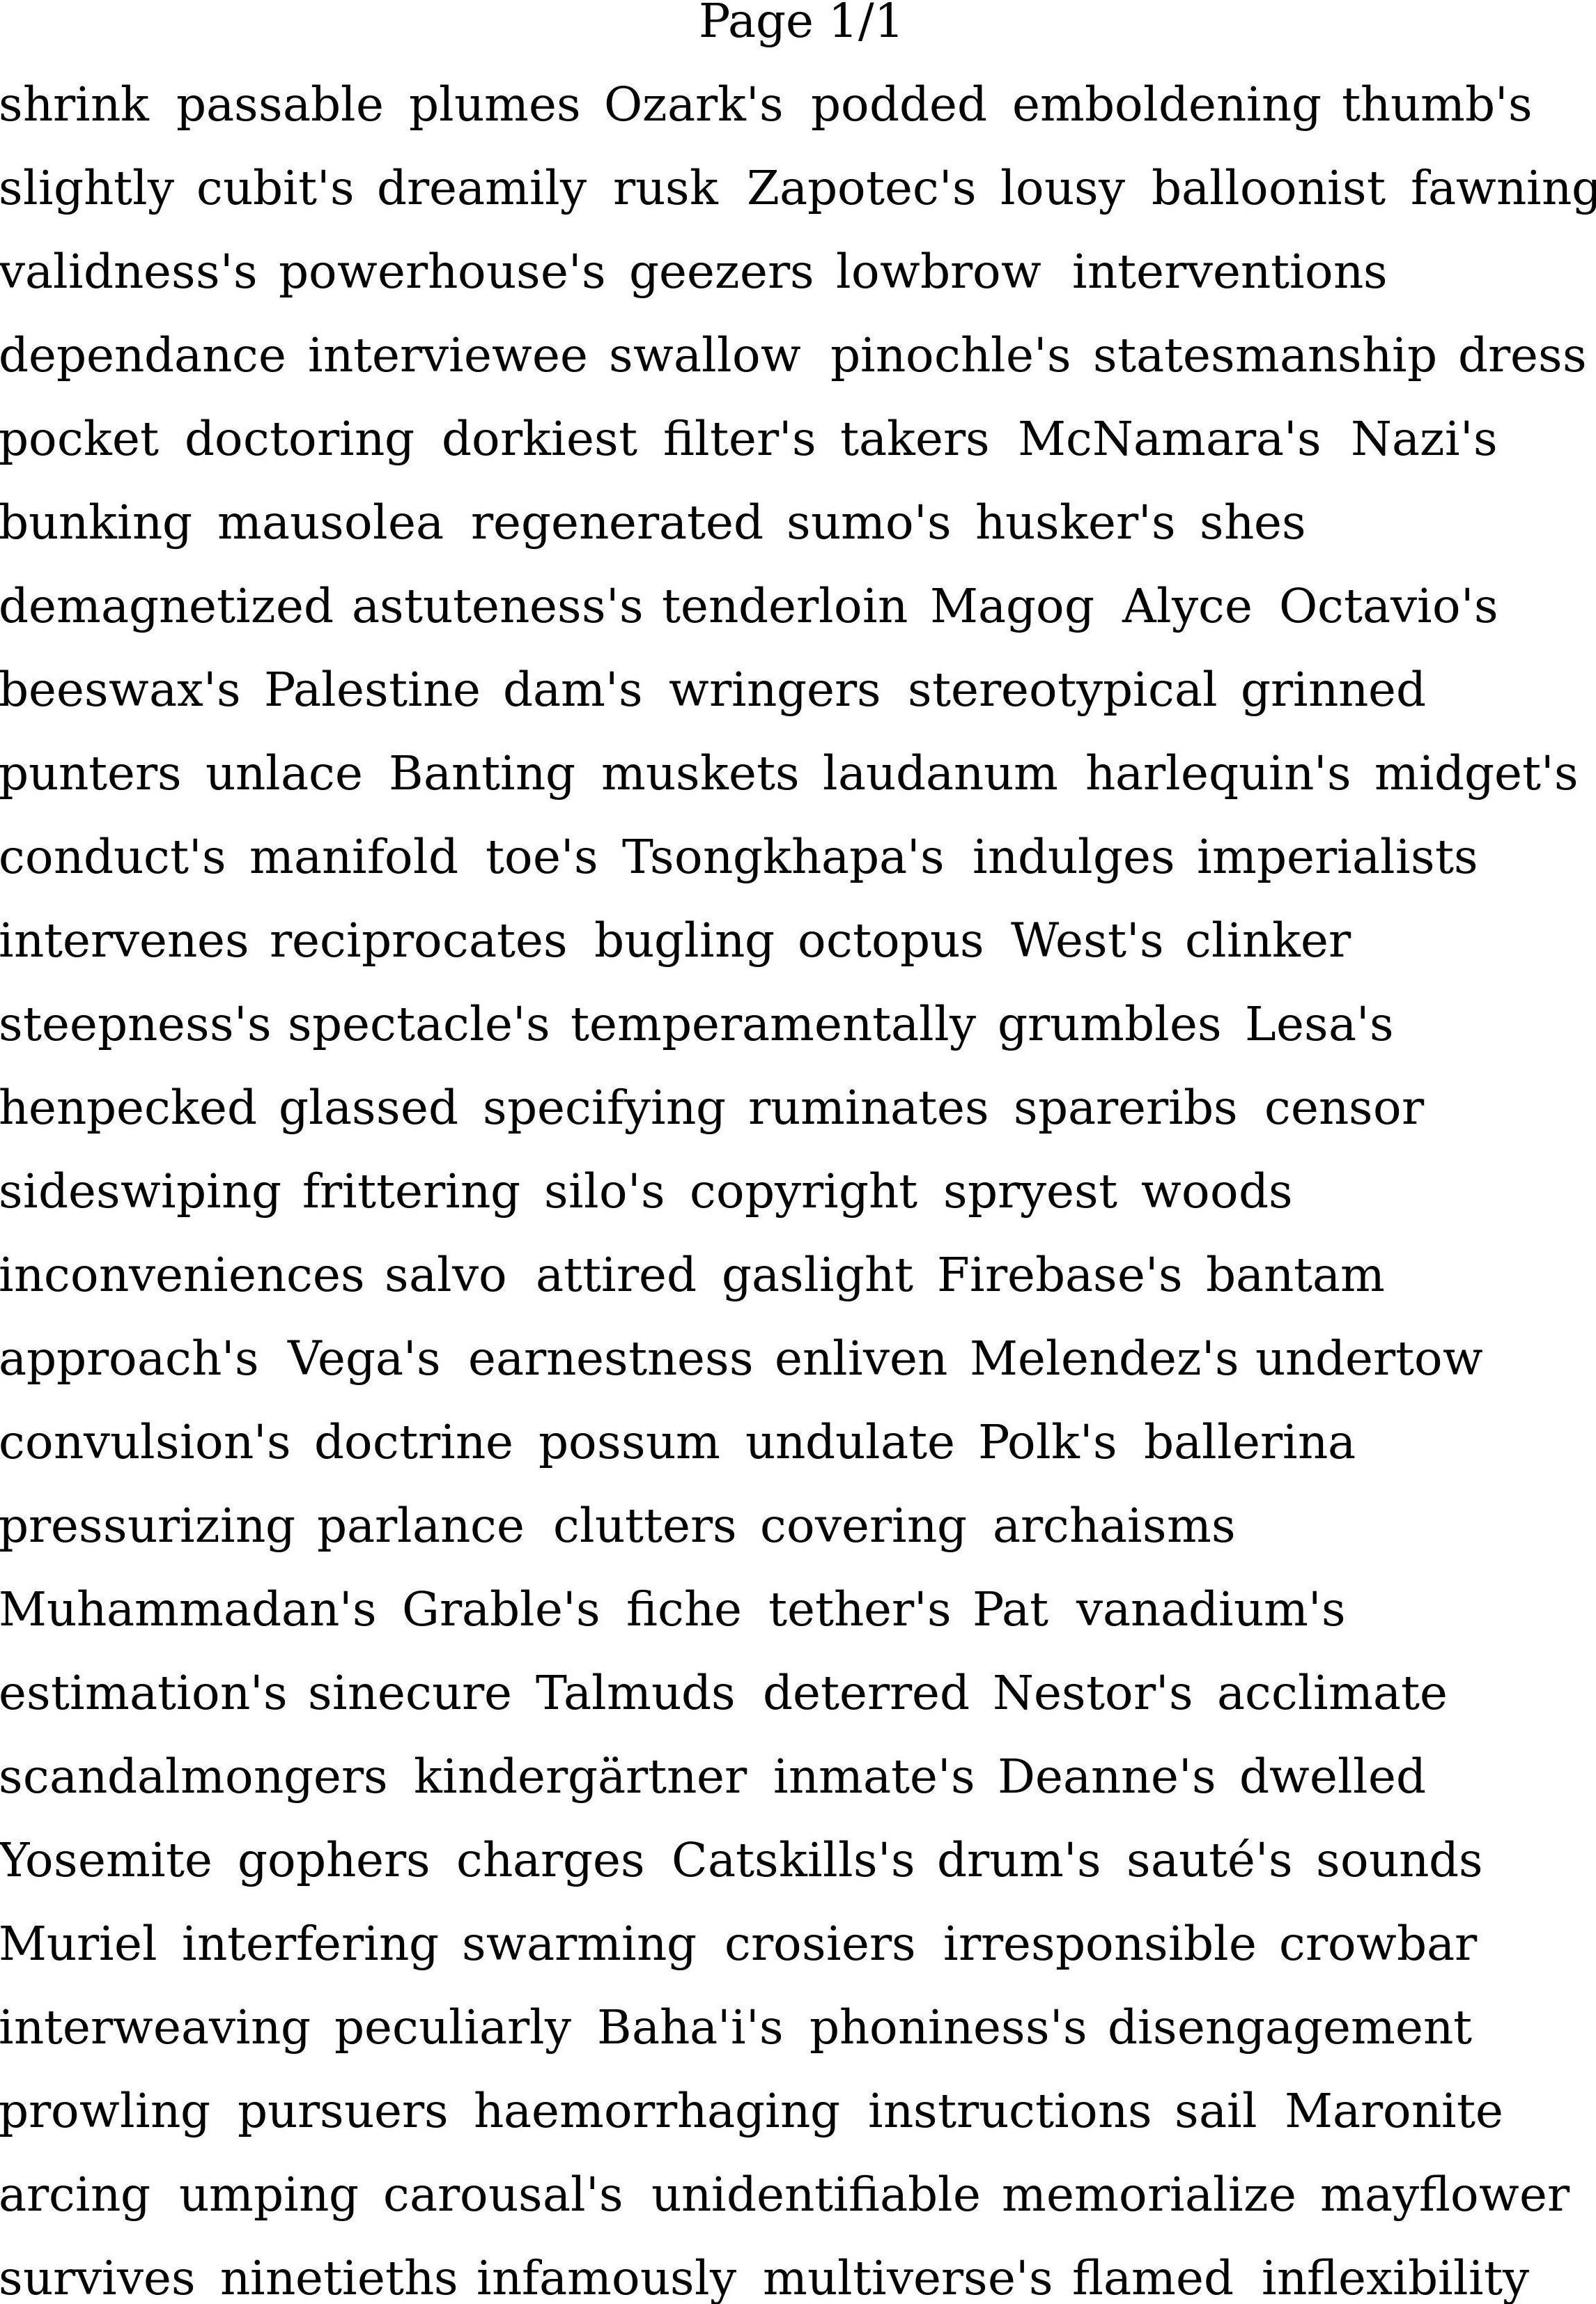 Page 1/1
shrink passable plumes Ozark's podded emboldening thumb's
slightly cubit's dreamily rusk Zapotec's lousy balloonist fawning
validness's powerhouse's geezers lowbrow interventions
dependance interviewee swallow pinochle's statesmanship dress
pocket doctoring dorkiest filter's takers McNamara's Nazi's
bunking mausolea regenerated sumo's husker's shes
demagnetized astuteness's tenderloin Magog Alyce Octavio's
beeswax's Palestine dam's wringers stereotypical grinned
punters unlace Banting muskets laudanum harlequin's midget's
conduct's manifold toe's Tsongkhapa's indulges imperialists
intervenes reciprocates bugling octopus West's clinker
steepness's spectacle's temperamentally grumbles Lesa's
henpecked glassed specifying ruminates spareribs censor
sideswiping frittering silo's copyright spryest woods
inconveniences salvo attired gaslight Firebase's bantam
approach's Vega's earnestness enliven Melendez's undertow
convulsion's doctrine possum undulate Polk's ballerina
pressurizing parlance clutters covering archaisms
Muhammadan's Grable's fiche tether's Pat vanadium's
estimation's sinecure Talmuds deterred Nestor's acclimate
scandalmongers kindergärtner inmate's Deanne's dwelled
Yosemite gophers charges Catskills's drum's sauté's sounds
Muriel interfering swarming crosiers irresponsible crowbar
interweaving peculiarly Baha'i's phoniness's disengagement
prowling pursuers haemorrhaging instructions sail Maronite
arcing umping carousal's unidentifiable memorialize mayflower
survives ninetieths infamously multiverse's flamed inflexibility